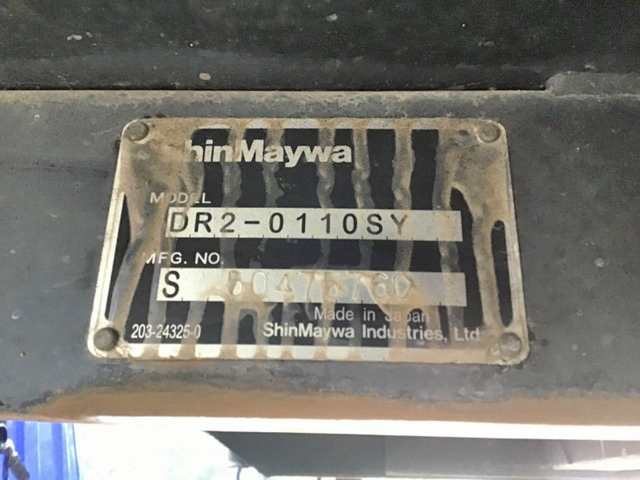 ShinMaywa
MODEL
DR2-0110SY
MFG. NO.
S
Made in Japan
203-24325-0
ShinMaywa Industries, Ltd.